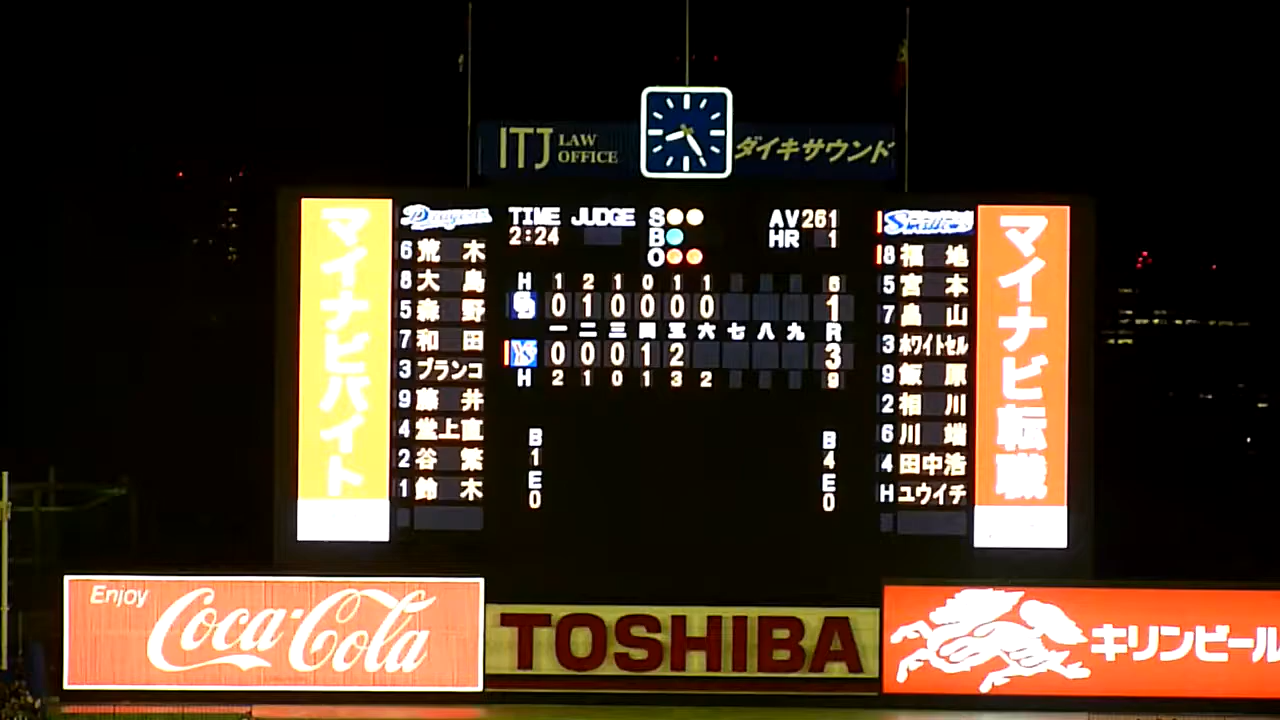 ITJ LAW OFFICE
ダイキサウンド
マイナビバイト
Dragons
6 荒木
8 大島
5 森野
7 和田
3 ブランコ
9 藤井
4 堂上直
2 谷繁
1 鈴木
TIME JUDGE
2:24
S
B
O
AV261
HR 1
H 1 2 1 0 1 1 6
D 0 1 0 0 0 0 1
一 二 三 四 五 六 七 八 九 R
YS 0 0 0 1 2 3
H 2 1 0 1 3 2 9
B 1 E 0
B 4 E 0
Swallows
8 福地
5 宮本
7 畠山
3 ホワイトセル
9 飯原
2 相川
6 川端
4 田中浩
H ユウイチ
マイナビ転職
Enjoy
Coca-Cola
TOSHIBA
キリンビール